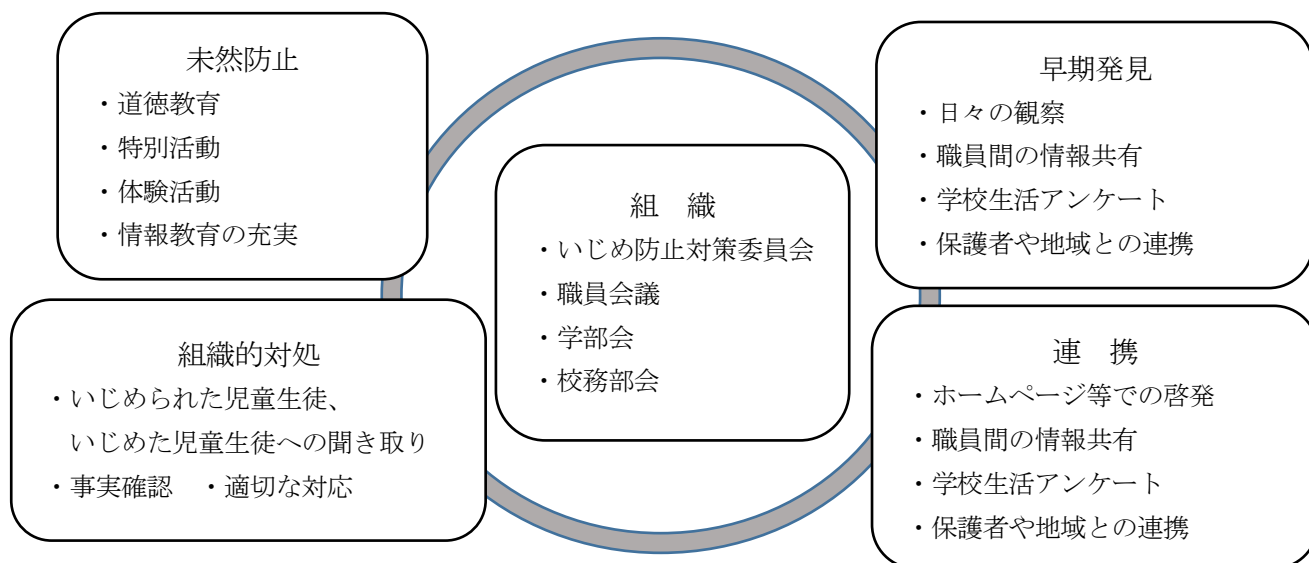 未然防止
・道徳教育
・特別活動
・体験活動
・情報教育の充実
早期発見
・日々の観察
・職員間の情報共有
・学校生活アンケート
・保護者や地域との連携
組　織
・いじめ防止対策委員会
・職員会議
・学部会
・校務部会
組織的対処
・いじめられた児童生徒、
いじめた児童生徒への聞き取り
・事実確認　・適切な対応
連　携
・ホームページ等での啓発
・職員間の情報共有
・学校生活アンケート
・保護者や地域との連携